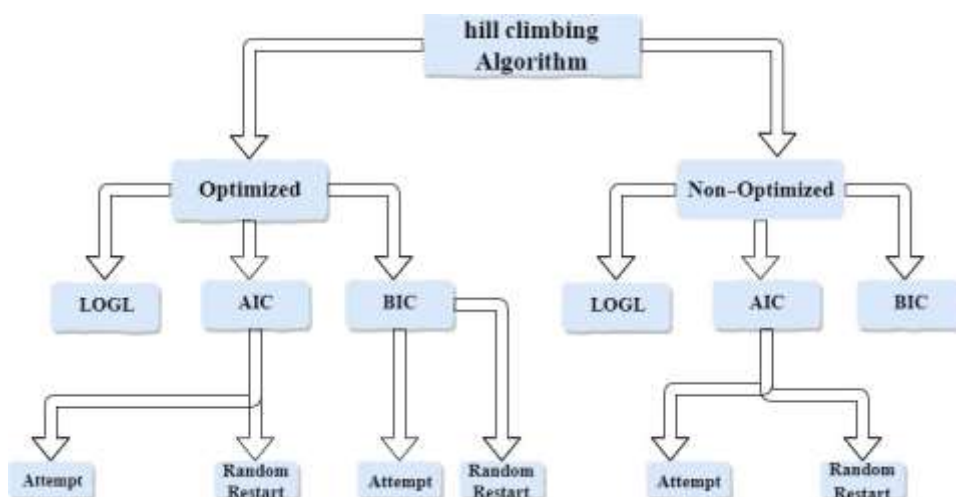 hill climbing
Algorithm
Optimized
Non-Optimized
LOGL
AIC
BIC
LOGL
AIC
BIC
Attempt
Random
Restart
Attempt
Random
Restart
Attempt
Random
Restart